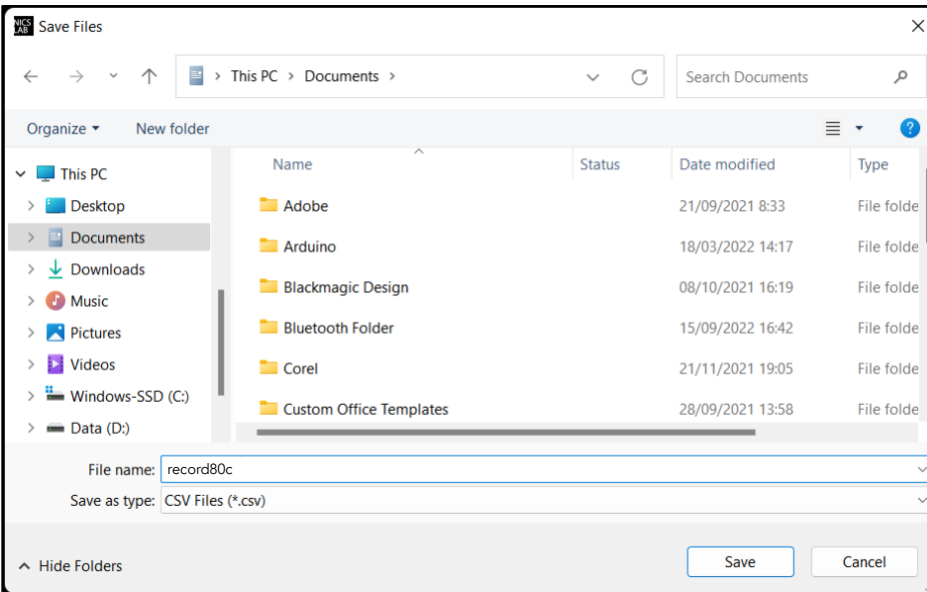 NICS
LAB
Save Files
This PC > Documents >
Search Documents
Organize
New folder
Name
Status
Date modified
Type
This PC
Desktop
Documents
Downloads
Music
Pictures
Videos
Windows-SSD (C:)
Data (D:)
Adobe 21/09/2021 8:33 File folde
Arduino 18/03/2022 14:17 File folde
Blackmagic Design 08/10/2021 16:19 File folde
Bluetooth Folder 15/09/2022 16:42 File folde
Corel 21/11/2021 19:05 File folde
Custom Office Templates 28/09/2021 13:58 File folde
File name: record80c
Save as type: CSV Files (*.csv)
Hide Folders
Save
Cancel